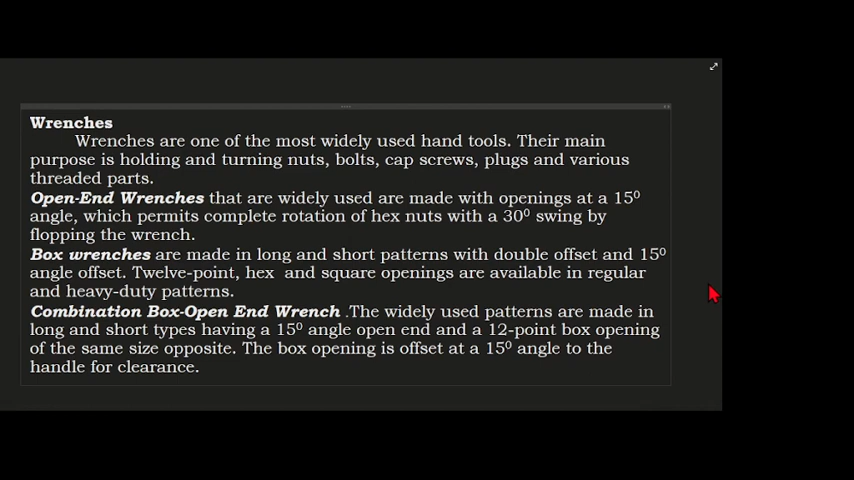 Wrenches
Wrenches are one of the most widely used hand tools. Their main
purpose is holding and turning nuts, bolts, cap screws, plugs and various
threaded parts.
Open-End Wrenches that are widely used are made with openings at a 15⁰
angle, which permits complete rotation of hex nuts with a 30⁰ swing by
flopping the wrench.
Box wrenches are made in long and short patterns with double offset and 15⁰
angle offset. Twelve-point, hex and square openings are available in regular
and heavy-duty patterns.
Combination Box-Open End Wrench .The widely used patterns are made in
long and short types having a 15⁰ angle open end and a 12-point box opening
of the same size opposite. The box opening is offset at a 15⁰ angle to the
handle for clearance.